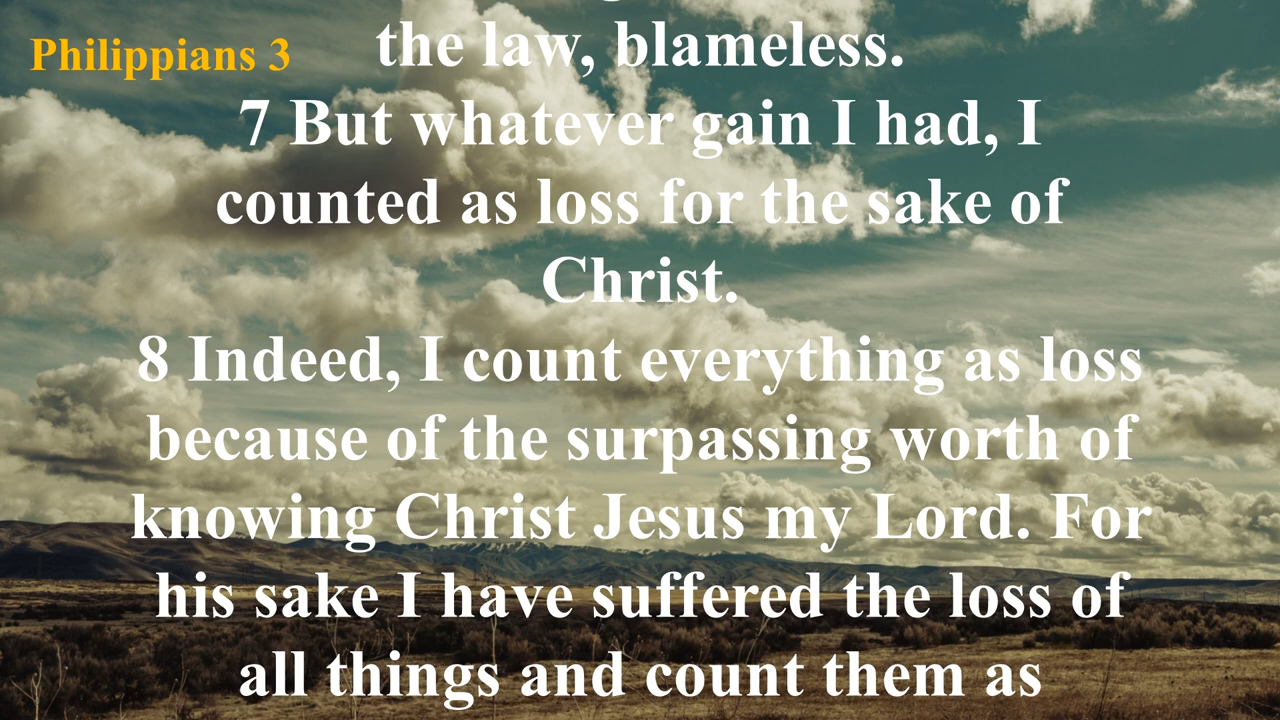 Philippians 3
the law, blameless.
7 But whatever gain I had, I
counted as loss for the sake of
Christ.
8 Indeed, I count everything as loss
because of the surpassing worth of
knowing Christ Jesus my Lord. For
his sake I have suffered the loss of
all things and count them as